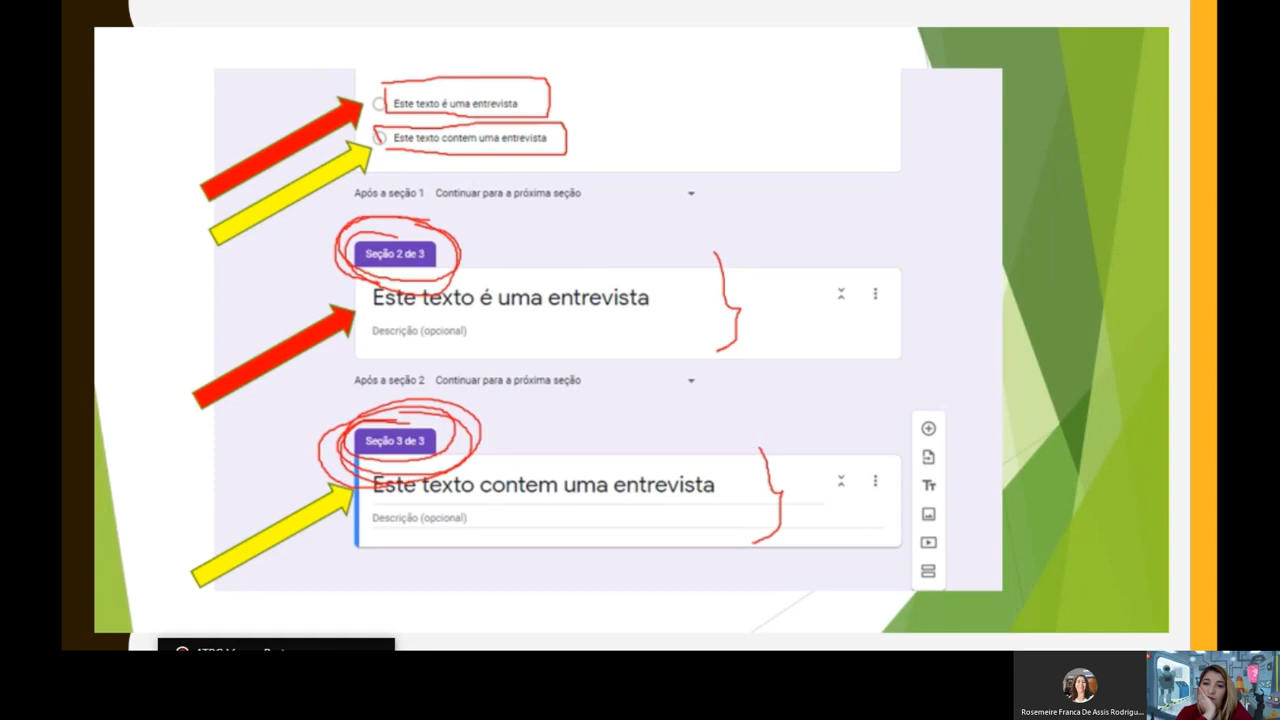 Este texto é uma entrevista
Este texto contem uma entrevista
Após a seção 1 Continuar para a próxima seção
Seção 2 de 3
Este texto é uma entrevista
Descrição (opcional)
Após a seção 2 Continuar para a próxima seção
Seção 3 de 3
Este texto contem uma entrevista
Descrição (opcional)
Tт
Rosemeire Franca De Assis Rodrigu...